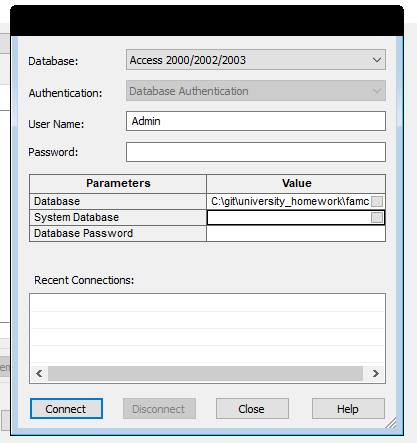 Database: Access 2000/2002/2003
Authentication: Database Authentication
User Name: Admin
Password:
Parameters Value
Database C:\git\university_homework\famc
System Database
Database Password
Recent Connections:
Connect Disconnect Close Help